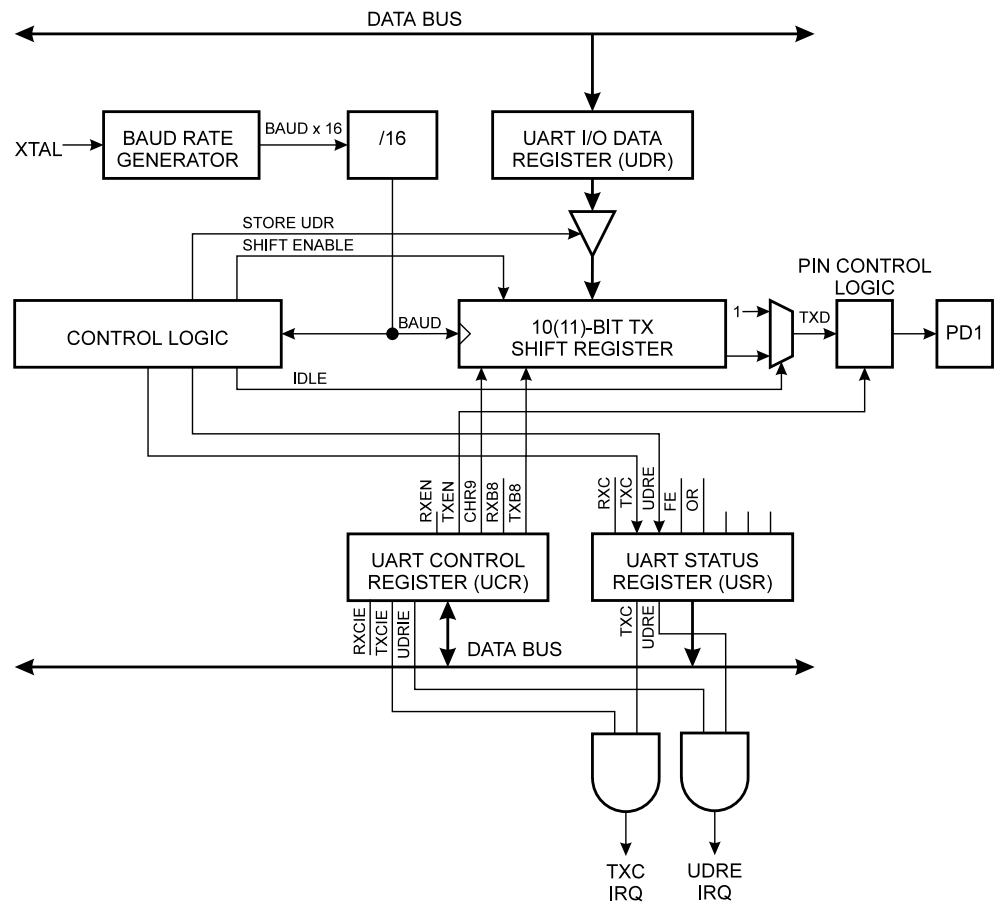 DATA BUS
XTAL
BAUD RATE
GENERATOR
BAUD x 16
/16
UART I/O DATA
REGISTER (UDR)
STORE UDR
SHIFT ENABLE
PIN CONTROL
LOGIC
CONTROL LOGIC
BAUD
10(11)-BIT TX
SHIFT REGISTER
1
TXD
PD1
IDLE
RXEN
TXEN
CHR9
RXB8
TXB8
RXC
TXC
UDRE
FE
OR
UART CONTROL
REGISTER (UCR)
UART STATUS
REGISTER (USR)
RXCIE
TXCIE
UDRIE
TXC
UDRE
DATA BUS
TXC
IRQ
UDRE
IRQ